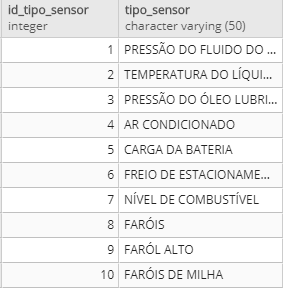 id_tipo_sensor tipo_sensor
integer character varying (50)
1 PRESSÃO DO FLUIDO DO ...
2 TEMPERATURA DO LÍQUI...
3 PRESSÃO DO ÓLEO LUBRI...
4 AR CONDICIONADO
5 CARGA DA BATERIA
6 FREIO DE ESTACIONAME...
7 NÍVEL DE COMBUSTÍVEL
8 FARÓIS
9 FARÓL ALTO
10 FARÓIS DE MILHA